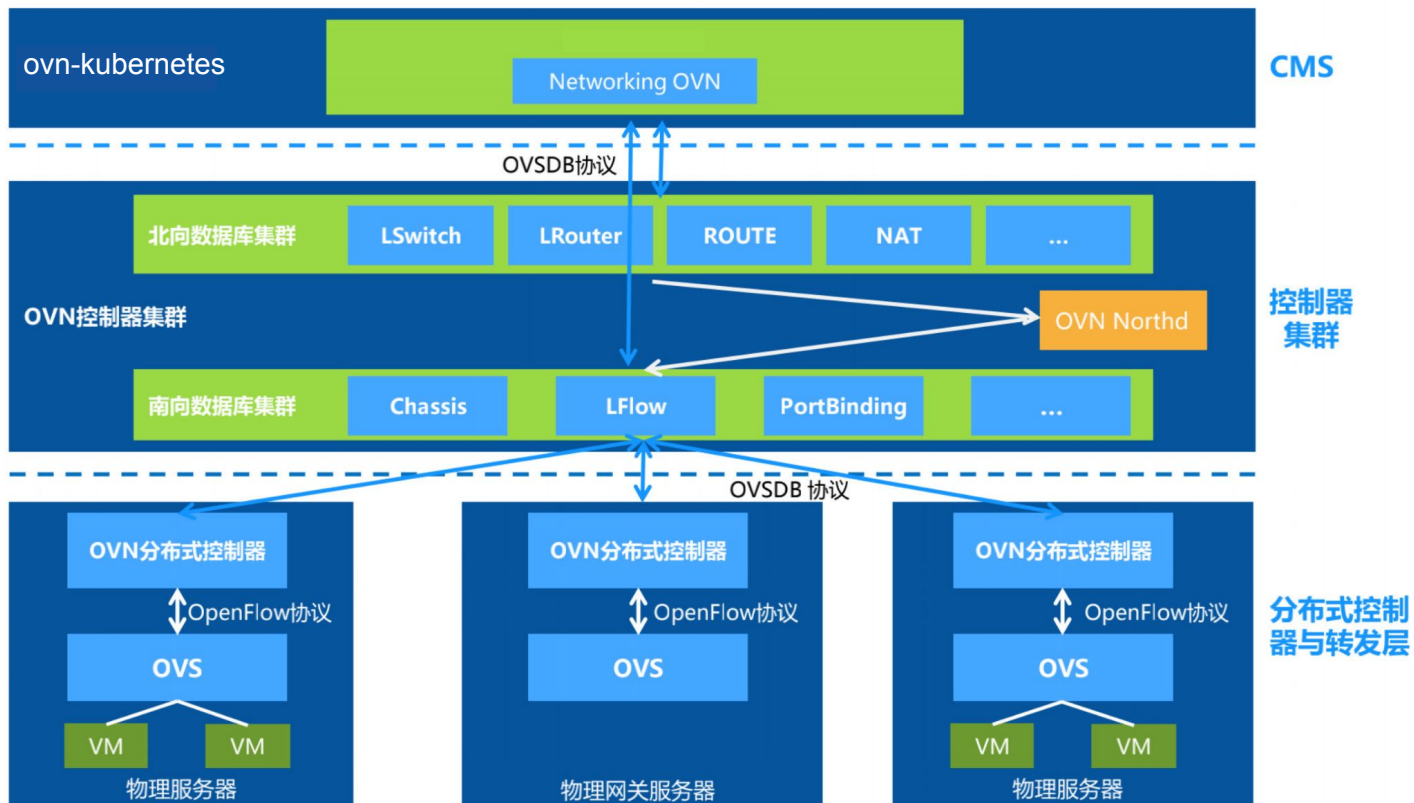 ovn-kubernetes
Networking OVN
CMS
OVSDB协议
北向数据库集群
LSwitch
LRouter
ROUTE
NAT
...
OVN控制器集群
OVN Northd
控制器
集群
南向数据库集群
Chassis
LFlow
PortBinding
...
OVSDB 协议
OVN分布式控制器
OVN分布式控制器
OVN分布式控制器
OpenFlow协议
OpenFlow协议
OpenFlow协议
分布式控制
器与转发层
OVS
OVS
OVS
VM
VM
VM
VM
物理服务器
物理网关服务器
物理服务器